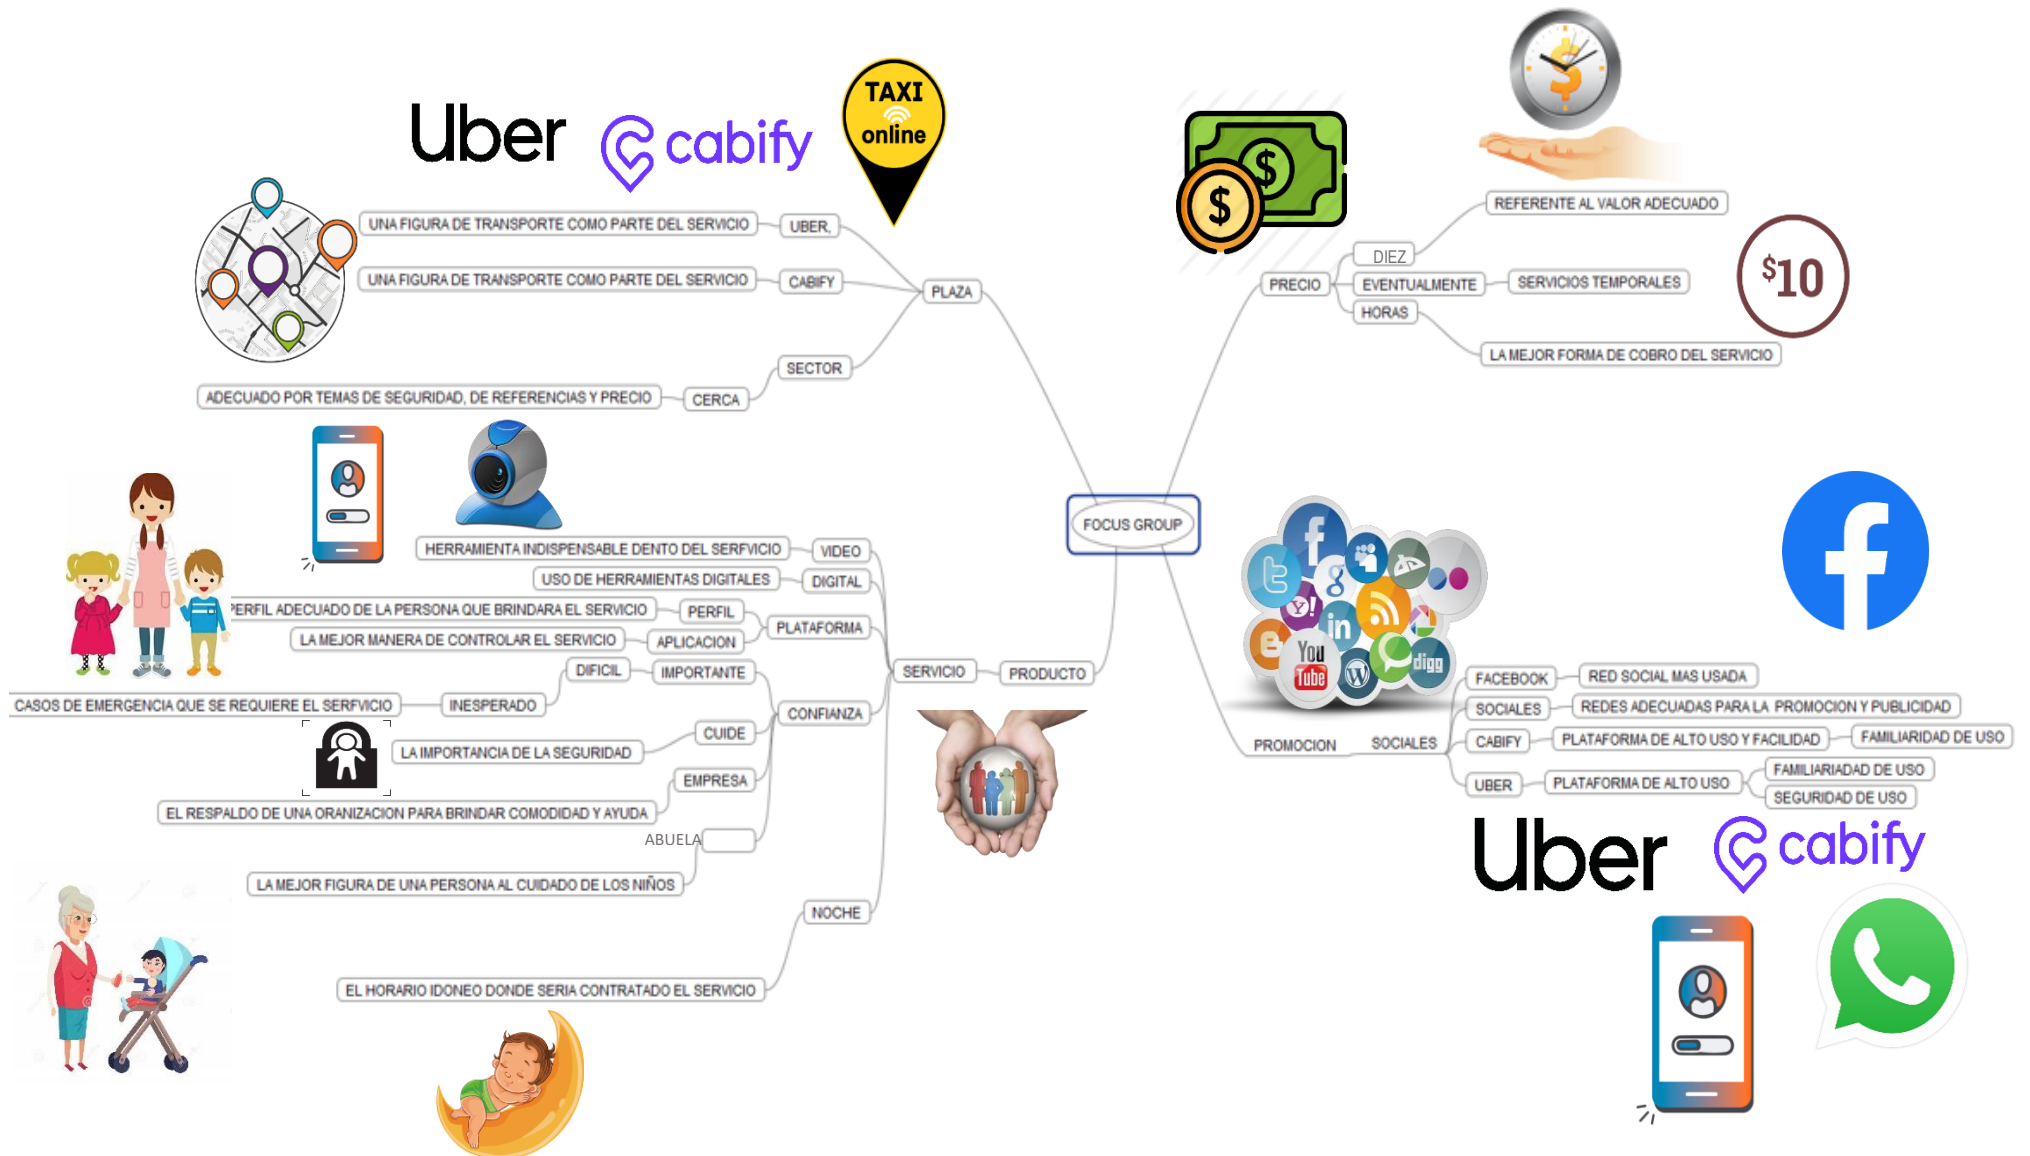 Uber
cabify
TAXI
online
UNA FIGURA DE TRANSPORTE COMO PARTE DEL SERVICIO
UBER,
UNA FIGURA DE TRANSPORTE COMO PARTE DEL SERVICIO
CABIFY
PLAZA
SECTOR
ADECUADO POR TEMAS DE SEGURIDAD, DE REFERENCIAS Y PRECIO
CERCA
$
$
$
REFERENTE AL VALOR ADECUADO
DIEZ
PRECIO
EVENTUALMENTE
SERVICIOS TEMPORALES
HORAS
LA MEJOR FORMA DE COBRO DEL SERVICIO
$10
FOCUS GROUP
HERRAMIENTA INDISPENSABLE DENTO DEL SERFVICIO
VIDEO
USO DE HERRAMIENTAS DIGITALES
DIGITAL
PERFIL ADECUADO DE LA PERSONA QUE BRINDARA EL SERVICIO
PERFIL
PLATAFORMA
LA MEJOR MANERA DE CONTROLAR EL SERVICIO
APLICACION
DIFICIL
IMPORTANTE
SERVICIO
PRODUCTO
CASOS DE EMERGENCIA QUE SE REQUIERE EL SERFVICIO
INESPERADO
CONFIANZA
CUIDE
LA IMPORTANCIA DE LA SEGURIDAD
EMPRESA
EL RESPALDO DE UNA ORANIZACION PARA BRINDAR COMODIDAD Y AYUDA
ABUELA
LA MEJOR FIGURA DE UNA PERSONA AL CUIDADO DE LOS NIÑOS
NOCHE
EL HORARIO IDONEO DONDE SERIA CONTRATADO EL SERVICIO
f
t
g
Y!
in
You
Tube
digg
f
FACEBOOK
RED SOCIAL MAS USADA
SOCIALES
REDES ADECUADAS PARA LA PROMOCION Y PUBLICIDAD
PROMOCION
SOCIALES
CABIFY
PLATAFORMA DE ALTO USO Y FACILIDAD
FAMILIARIDAD DE USO
UBER
PLATAFORMA DE ALTO USO
FAMILIARIADAD DE USO
SEGURIDAD DE USO
Uber
cabify